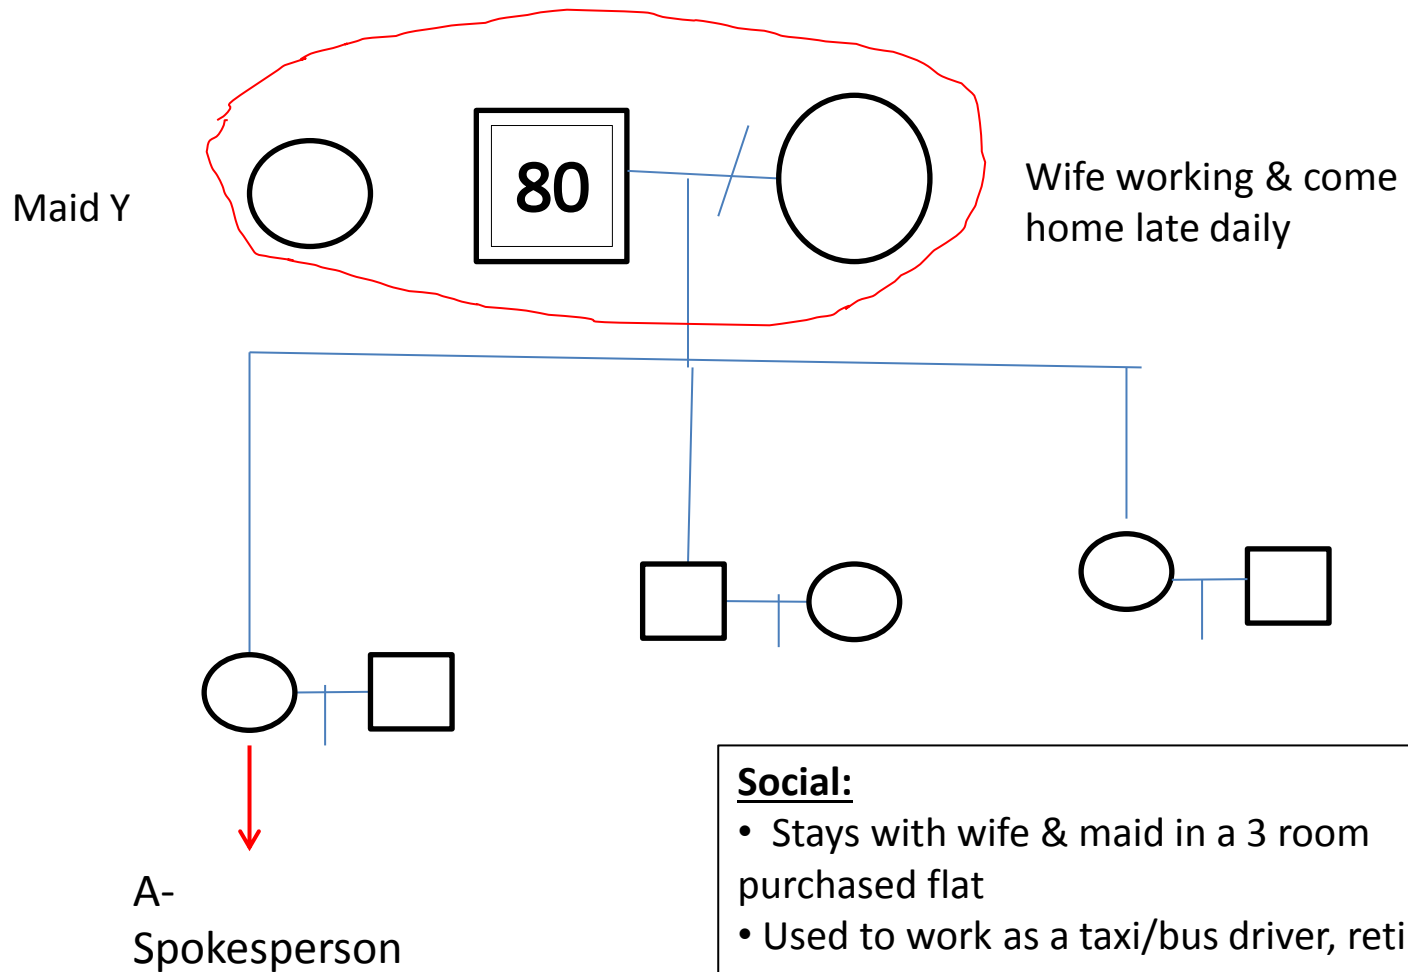 Maid Y
80
Wife working & come
home late daily
A-
Spokesperson
Social:
• Stays with wife & maid in a 3 room
purchased flat
• Used to work as a taxi/bus driver,